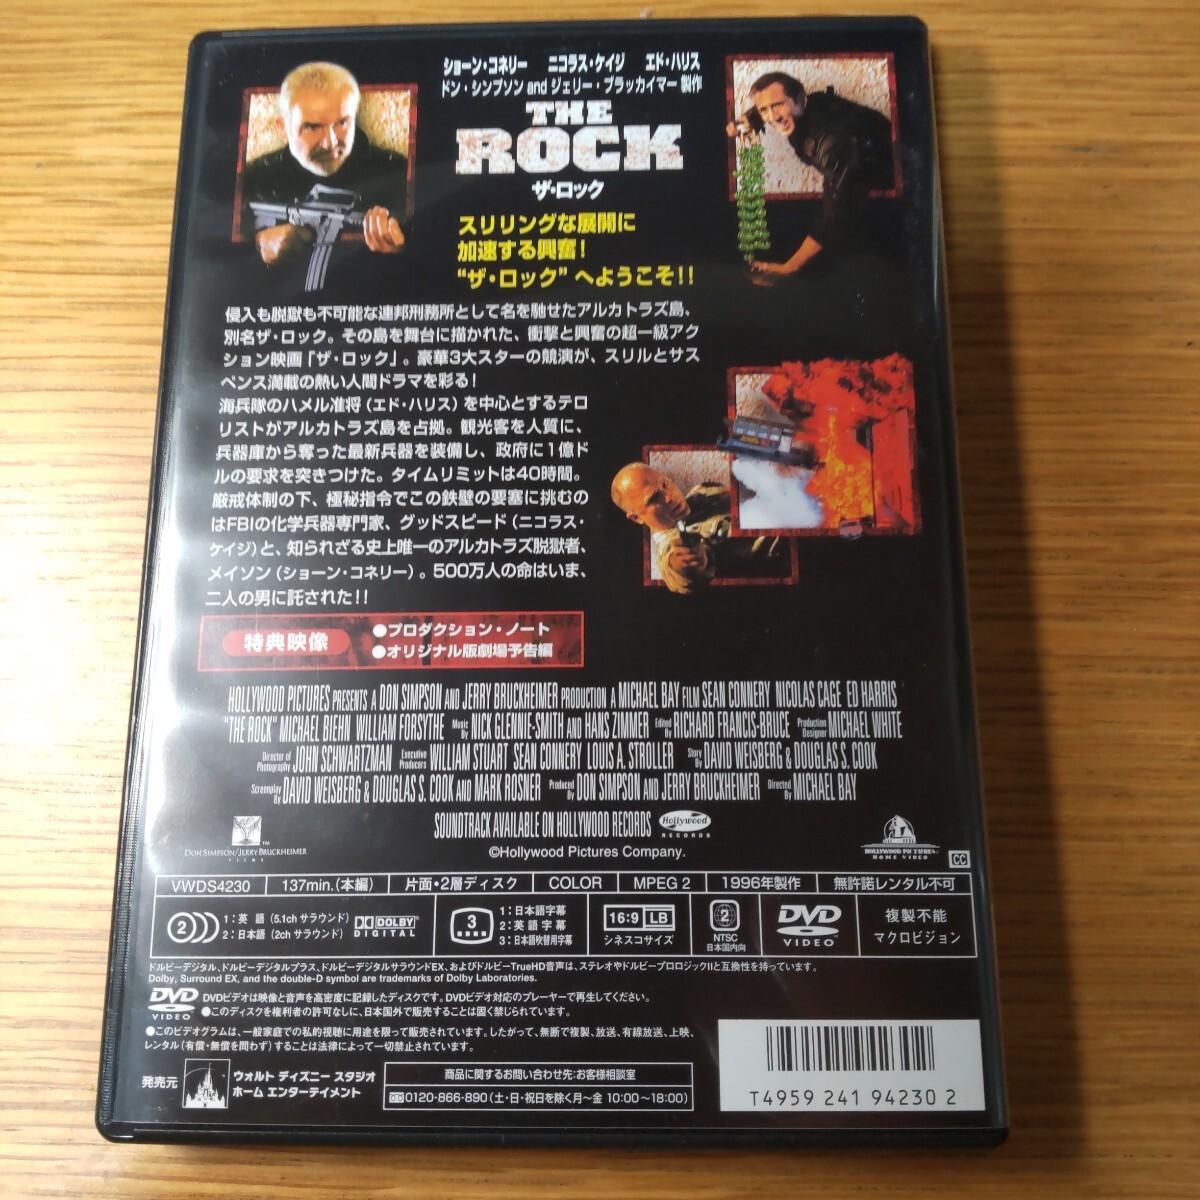 ショーン・コネリー ニコラス・ケイジ エド・ハリス
ドン・シンプソン and ジェリー・ブラッカイマー 製作
THE
ROCK
ザ・ロック
スリリングな展開に
加速する興奮!
“ザ・ロック”へようこそ!!
侵入も脱獄も不可能な連邦刑務所として名を馳せたアルカトラズ島、
別名ザ・ロック。その島を舞台に描かれた、衝撃と興奮の超一級アク
ション映画「ザ・ロック」。豪華3大スターの競演が、スリルとサス
ペンス満載の熱い人間ドラマを彩る!
海兵隊のハメル准将(エド・ハリス)を中心とするテロ
リストがアルカトラズ島を占拠。観光客を人質に、
兵器庫から奪った最新兵器を装備し、政府に1億ド
ルの要求を突きつけた。タイムリミットは40時間。
厳戒体制の下、極秘指令でこの鉄壁の要塞に挑むの
はFBIの化学兵器専門家、グッドスピード(ニコラス・
ケイジ)と、知られざる史上唯一のアルカトラズ脱獄者、
メイソン(ショーン・コネリー)。500万人の命はいま、
二人の男に託された!!
特典映像
●プロダクション・ノート
●オリジナル版劇場予告編
HOLLYWOOD PICTURES PRESENTS A DON SIMPSON AND JERRY BRUCKHEIMER PRODUCTION A MICHAEL BAY FILM SEAN CONNERY NICOLAS CAGE ED HARRIS
"THE ROCK" MICHAEL BIEHN WILLIAM FORSYTHE Music By NICK GLENNIE-SMITH AND HANS ZIMMER Edited By RICHARD FRANCIS-BRUCE Production Designer MICHAEL WHITE
Director of Photography JOHN SCHWARTZMAN Executive Producers WILLIAM STUART SEAN CONNERY LOUIS A. STROLLER Story By DAVID WEISBERG & DOUGLAS S. COOK
Screenplay By DAVID WEISBERG & DOUGLAS S. COOK AND MARK ROSNER Produced By DON SIMPSON AND JERRY BRUCKHEIMER Directed By MICHAEL BAY
SOUNDTRACK AVAILABLE ON HOLLYWOOD RECORDS
Hollywood
RECORDS
DON SIMPSON/JERRY BRUCKHEIMER
FILMS
©Hollywood Pictures Company.
HOLLYWOOD PICTURES
HOME VIDEO
CC
VWDS4230 137min.(本編) 片面・2層ディスク COLOR MPEG 2 1996年製作 無許諾レンタル不可
2
1:英 語 (5.1ch サラウンド)
2:日本語 (2ch サラウンド)
DOLBY
DIGITAL
3
1:日本語字幕
2:英語字幕
3:日本語吹替用字幕
16:9 LB
シネスコサイズ
2
NTSC
日本国内向
DVD
VIDEO
複製不能
マクロビジョン
ドルビーデジタル、ドルビーデジタルプラス、ドルビーデジタルサラウンドEX、およびドルビーTrueHD音声は、ステレオやドルビープロロジックIIと互換性を持っています。
Dolby, Surround EX, and the double-D symbol are trademarks of Dolby Laboratories.
DVD
VIDEO
DVDビデオは映像と音声を高密度に記録したディスクです。DVDビデオ対応のプレーヤーで再生してください。
●このディスクを権利者の許可なしに、日本国外で販売することは固く禁じられています。
●このビデオグラムは、一般家庭での私的視聴に用途を限って販売されています。したがって、無断で複製、放送、有線放送、上映、
レンタル(有償・無償を問わず)することは法律によって一切禁止されています。
発売元
ウォルト ディズニー スタジオ
ホーム エンターテイメント
商品に関するお問い合わせ先:お客様相談室
0120-866-890(土・日・祝日を除く月〜金 10:00〜18:00)
T4959 241 94230 2